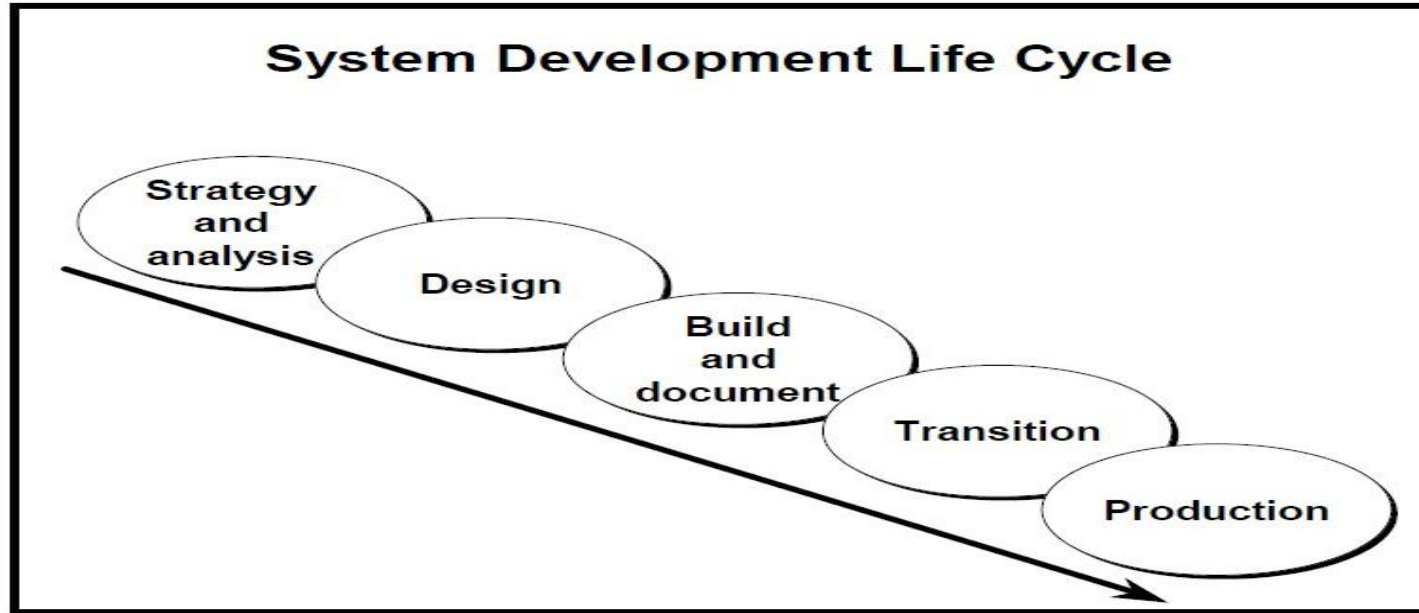 System Development Life Cycle
Strategy
and
analysis
Design
Build
and
document
Transition
Production